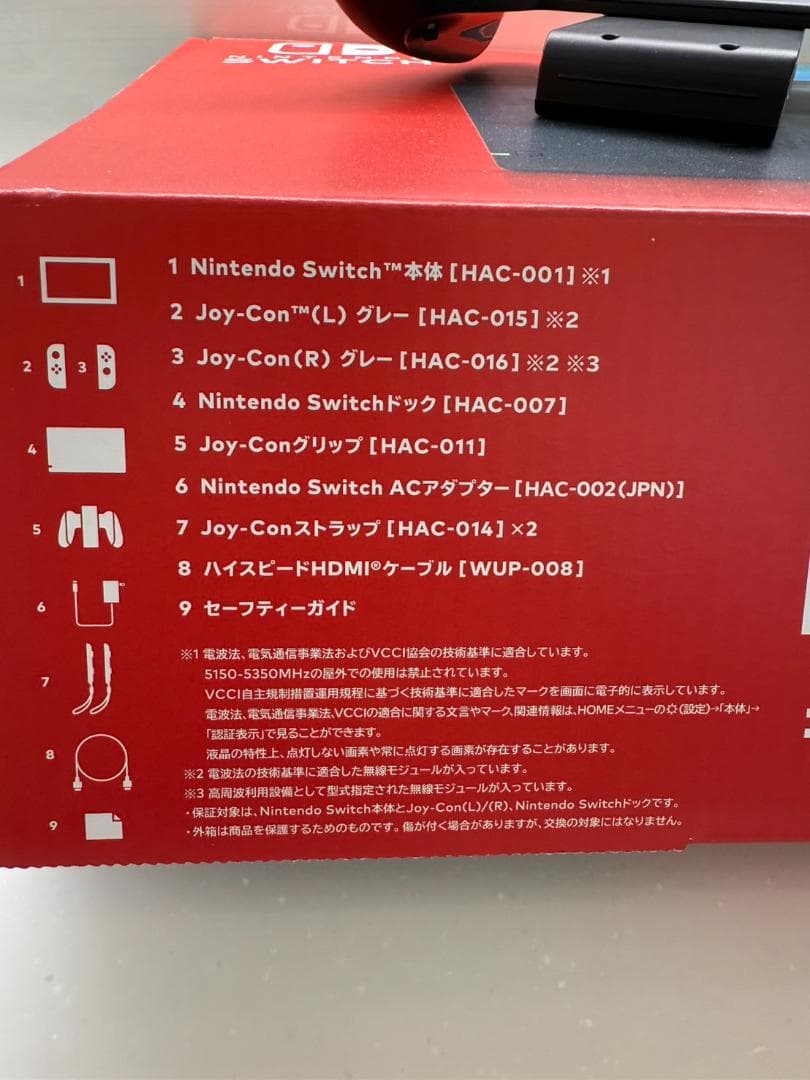 SWITCH
1 Nintendo Switch™本体 [HAC-001] ※1
2 Joy-Con™(L) グレー [HAC-015] ※2
3 Joy-Con(R) グレー [HAC-016] ※2 ※3
4 Nintendo Switchドック [HAC-007]
5 Joy-Conグリップ [HAC-011]
6 Nintendo Switch ACアダプター [HAC-002(JPN)]
7 Joy-Conストラップ [HAC-014] ×2
8 ハイスピードHDMI®ケーブル [WUP-008]
9 セーフティーガイド
1
2 3
4
5
6
7
8
9
※1 電波法、電気通信事業法およびVCCI協会の技術基準に適合しています。
5150-5350MHzの屋外での使用は禁止されています。
VCCI自主規制措置運用規程に基づく技術基準に適合したマークを画面に電子的に表示しています。
電波法、電気通信事業法、VCCIの適合に関する文言やマーク、関連情報は、HOMEメニューの(設定)→「本体」→
「認証表示」で見ることができます。
液晶の特性上、点灯しない画素や常に点灯する画素が存在することがあります。
※2 電波法の技術基準に適合した無線モジュールが入っています。
※3 高周波利用設備として型式指定された無線モジュールが入っています。
・保証対象は、Nintendo Switch本体とJoy-Con(L)/(R)、Nintendo Switchドックです。
・外箱は商品を保護するためのものです。傷が付く場合がありますが、交換の対象にはなりません。